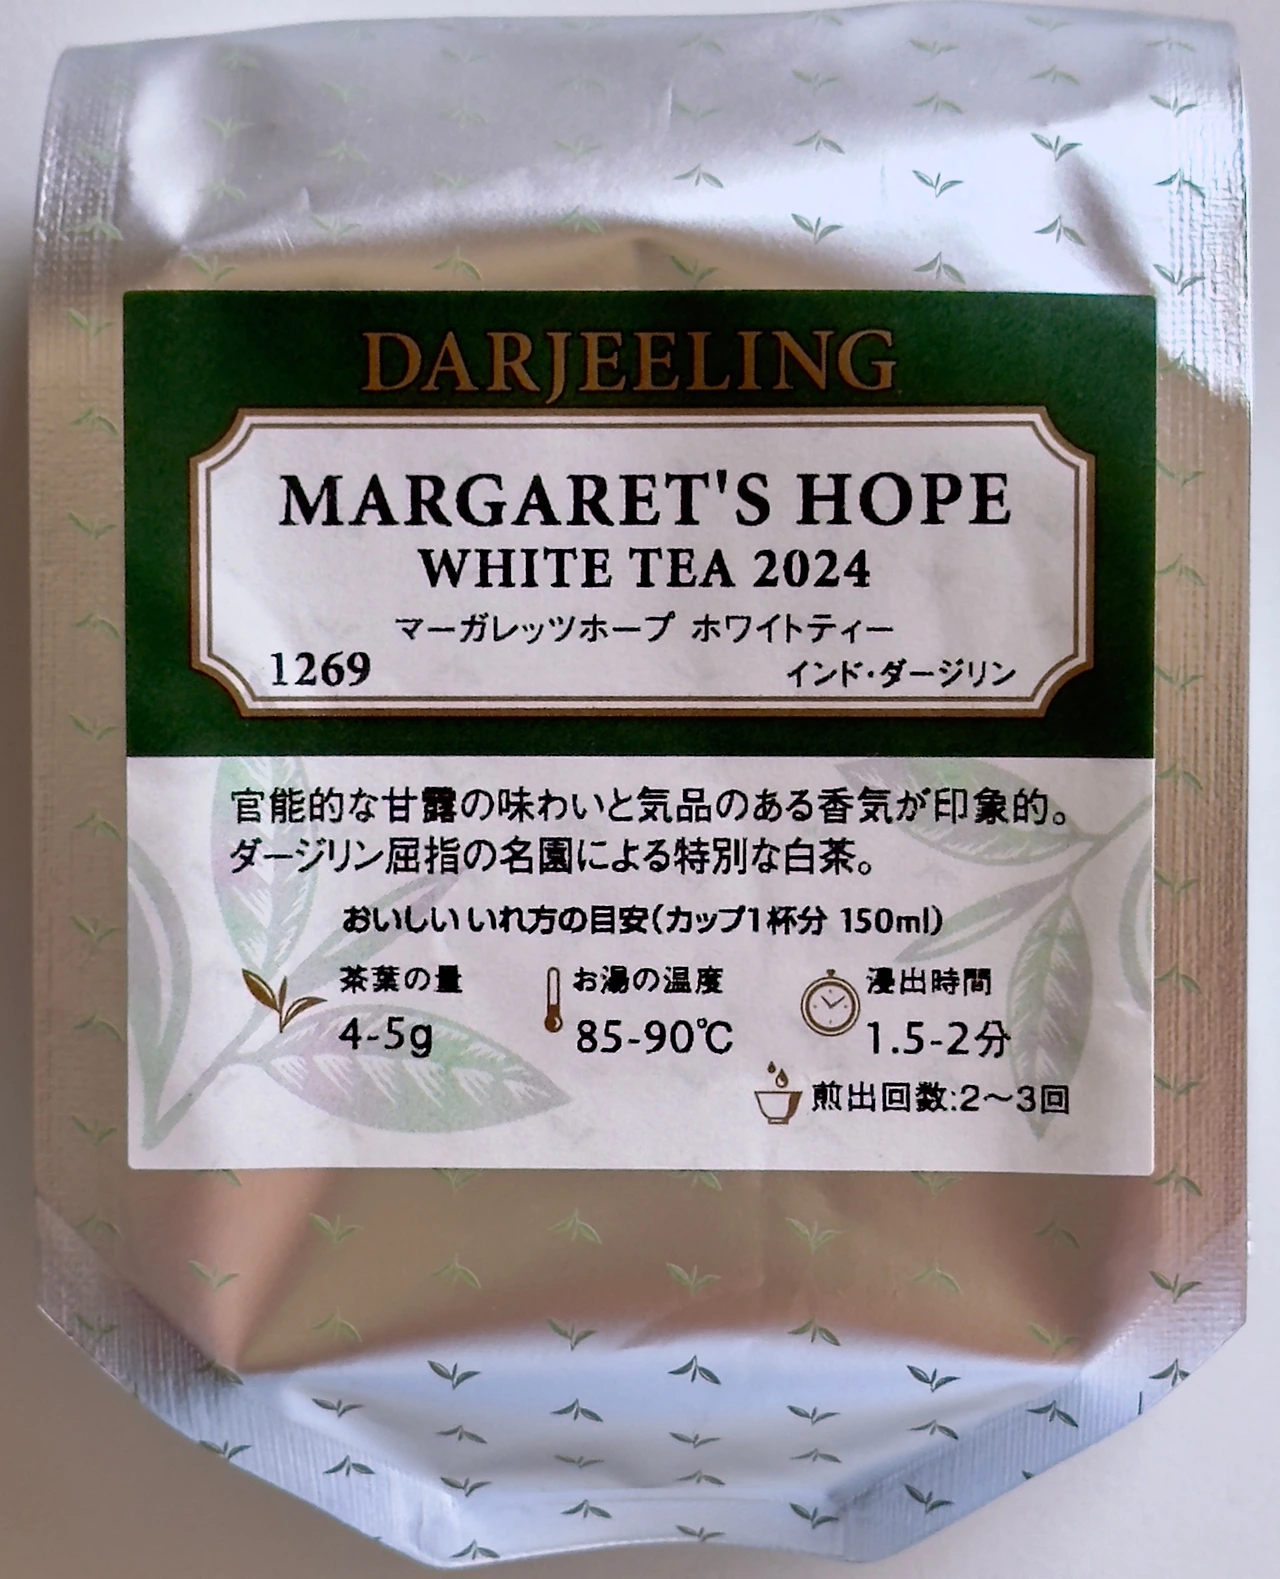 DARJEELING
MARGARET'S HOPE
WHITE TEA 2024
マーガレッツホープ ホワイトティー
1269 インド・ダージリン
官能的な甘露の味わいと気品のある香気が印象的。
ダージリン屈指の名園による特別な白茶。
おいしいいれ方の目安(カップ1杯分 150ml)
茶葉の量 お湯の温度 浸出時間
4-5g 85-90℃ 1.5-2分
煎出回数:2〜3回